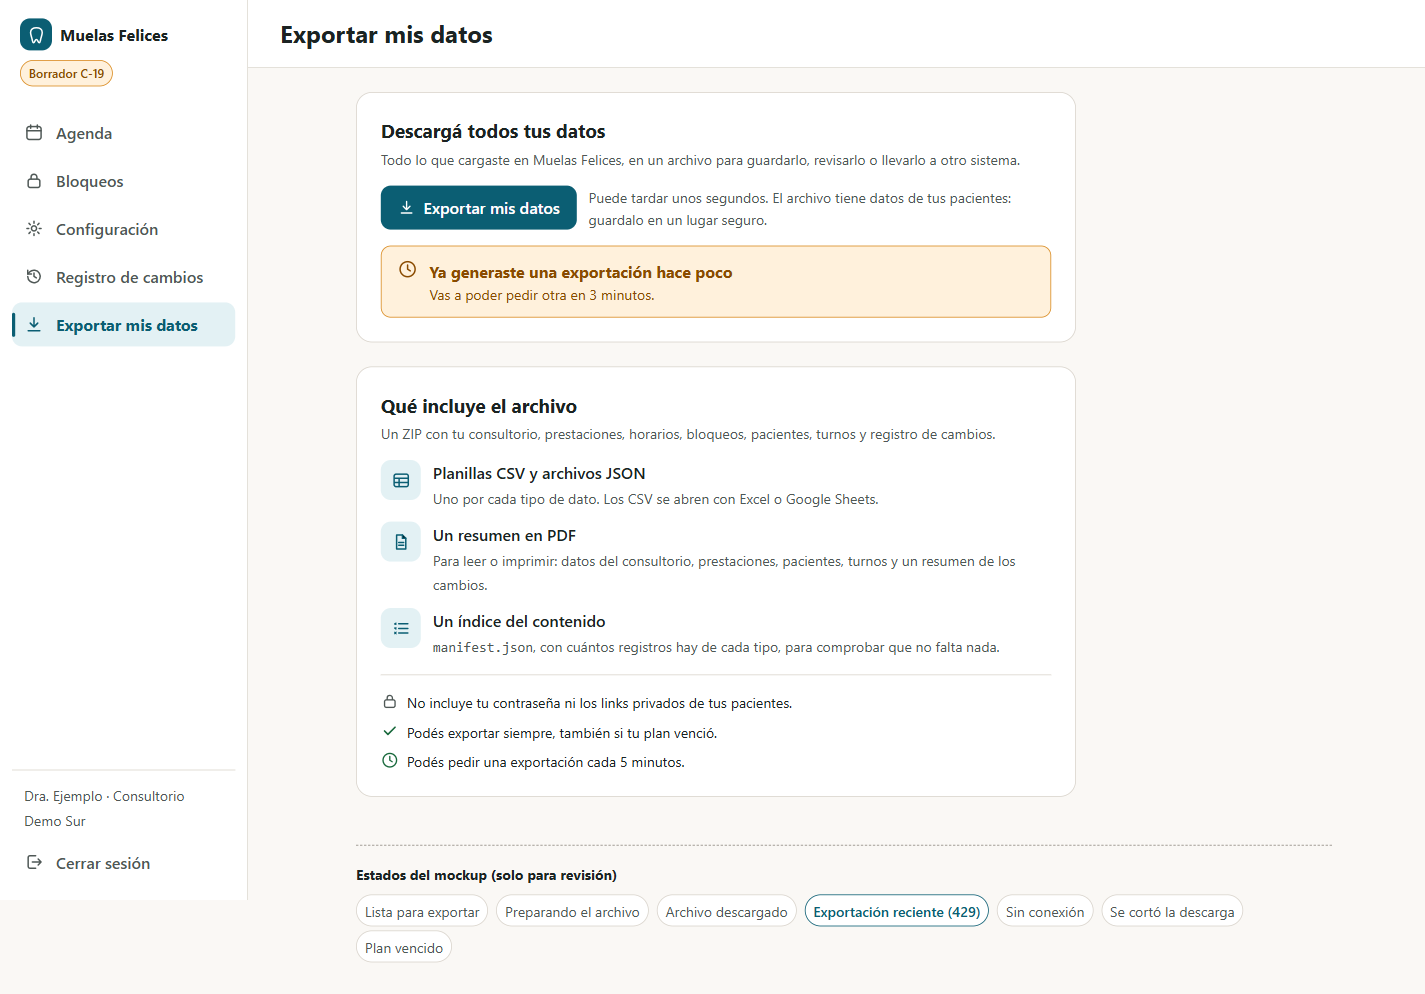 Muelas Felices
Borrador C-19
Agenda
Bloqueos
Configuración
Registro de cambios
Exportar mis datos
Dra. Ejemplo · Consultorio
Demo Sur
Cerrar sesión
Exportar mis datos
Descargá todos tus datos
Todo lo que cargaste en Muelas Felices, en un archivo para guardarlo, revisarlo o llevarlo a otro sistema.
Exportar mis datos
Puede tardar unos segundos. El archivo tiene datos de tus pacientes:
guardalo en un lugar seguro.
Ya generaste una exportación hace poco
Vas a poder pedir otra en 3 minutos.
Qué incluye el archivo
Un ZIP con tu consultorio, prestaciones, horarios, bloqueos, pacientes, turnos y registro de cambios.
Planillas CSV y archivos JSON
Uno por cada tipo de dato. Los CSV se abren con Excel o Google Sheets.
Un resumen en PDF
Para leer o imprimir: datos del consultorio, prestaciones, pacientes, turnos y un resumen de los
cambios.
Un índice del contenido
manifest.json, con cuántos registros hay de cada tipo, para comprobar que no falta nada.
No incluye tu contraseña ni los links privados de tus pacientes.
Podés exportar siempre, también si tu plan venció.
Podés pedir una exportación cada 5 minutos.
Estados del mockup (solo para revisión)
Lista para exportar
Preparando el archivo
Archivo descargado
Exportación reciente (429)
Sin conexión
Se cortó la descarga
Plan vencido